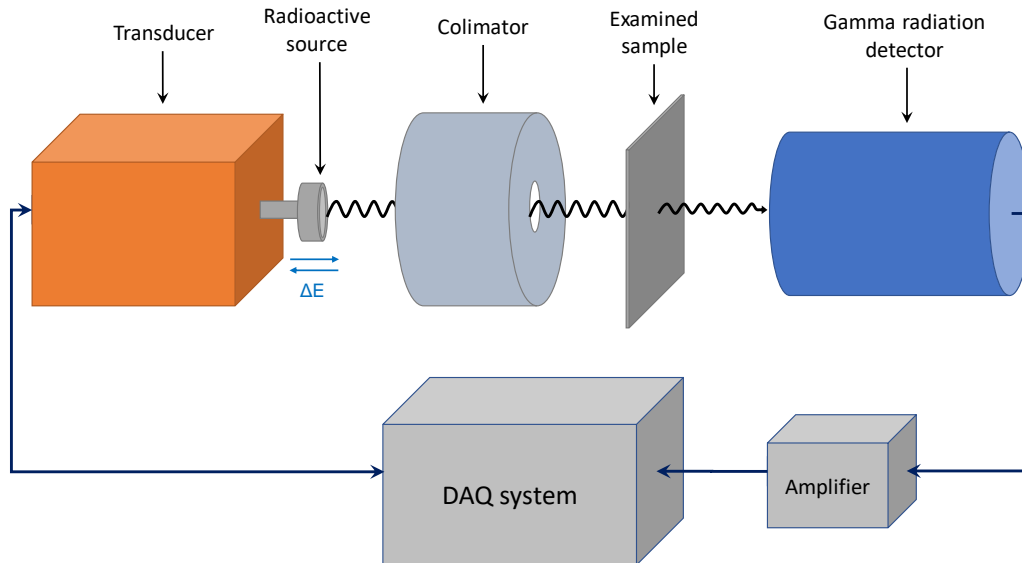 Transducer
Radioactive
source
Colimator
Examined
sample
Gamma radiation
detector
ΔE
DAQ system
Amplifier